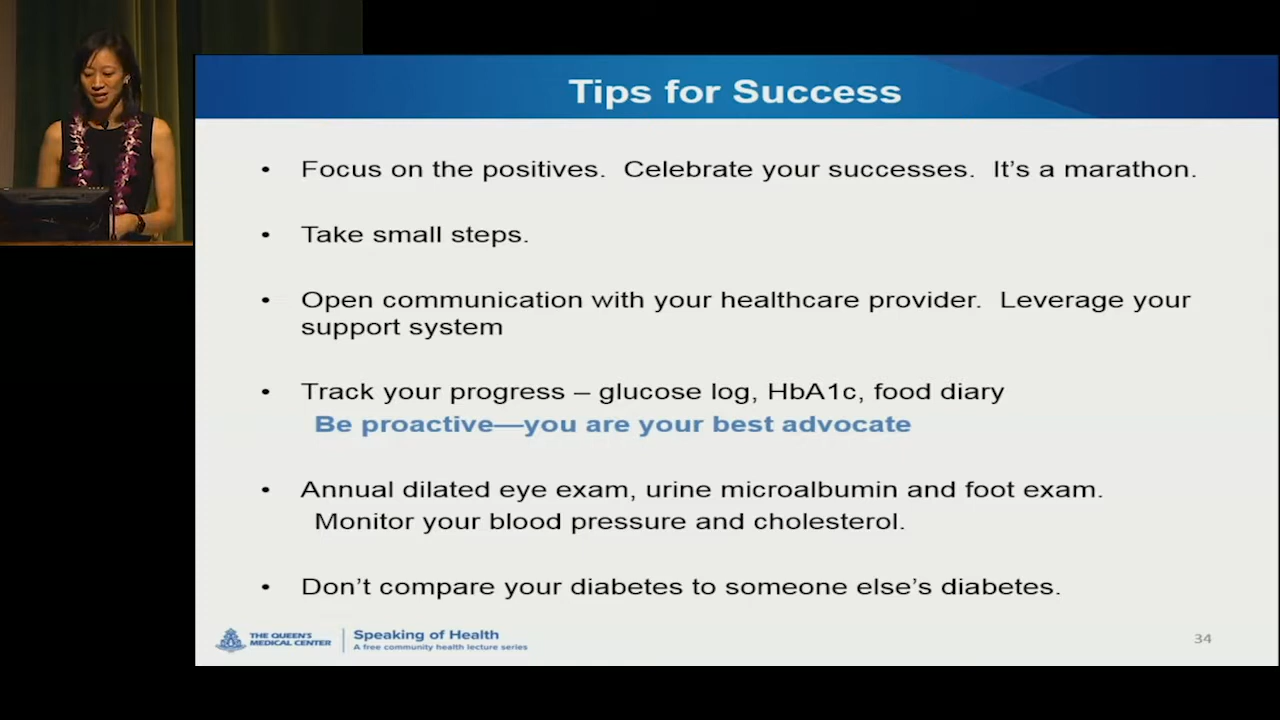 Tips for Success
• Focus on the positives.  Celebrate your successes.  It's a marathon.
• Take small steps.
• Open communication with your healthcare provider.  Leverage your
support system
• Track your progress – glucose log, HbA1c, food diary
Be proactive—you are your best advocate
• Annual dilated eye exam, urine microalbumin and foot exam.
Monitor your blood pressure and cholesterol.
• Don't compare your diabetes to someone else's diabetes.
THE QUEEN'S
MEDICAL CENTER
Speaking of Health
A free community health lecture series
34